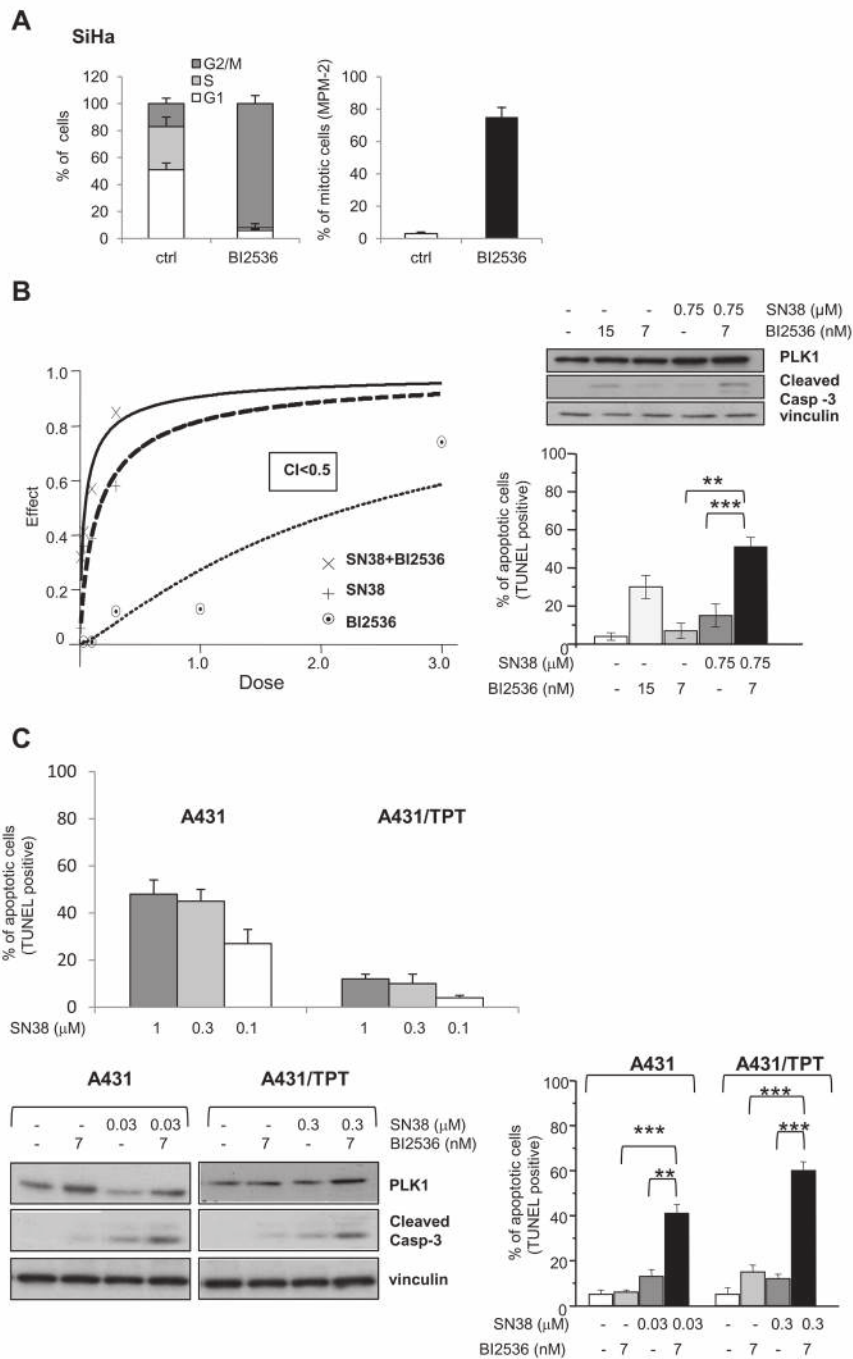 A
SiHa
G2/M
S
G1
120
100
80
60
40
20
0
% of cells
ctrl
BI2536
80
60
40
20
0
% of mitotic cells (MPM-2)
ctrl
BI2536
B
1.0
0.8
0.6
0.4
0.2
0
Effect
CI<0.5
SN38+BI2536
SN38
BI2536
1.0 2.0 3.0
Dose
- - - 0.75 0.75 SN38 (µM)
- 15 7 - 7 BI2536 (nM)
PLK1
Cleaved
Casp -3
vinculin
100
80
60
40
20
0
% of apoptotic cells
(TUNEL positive)
**
***
SN38 (µM) - - - 0.75 0.75
BI2536 (nM) - 15 7 - 7
C
100
80
60
40
20
0
% of apoptotic cells
(TUNEL positive)
A431
A431/TPT
SN38 (µM) 1 0.3 0.1 1 0.3 0.1
A431 A431/TPT
- - 0.03 0.03 - - 0.3 0.3 SN38 (µM)
- 7 - 7 - 7 - 7 BI2536 (nM)
PLK1
Cleaved
Casp-3
vinculin
A431 A431/TPT
100
80
60
40
20
0
% of apoptotic cells
(TUNEL positive)
***
**
***
***
SN38 (µM) - - 0.03 0.03 - - 0.3 0.3
BI2536 (nM) - 7 - 7 - 7 - 7